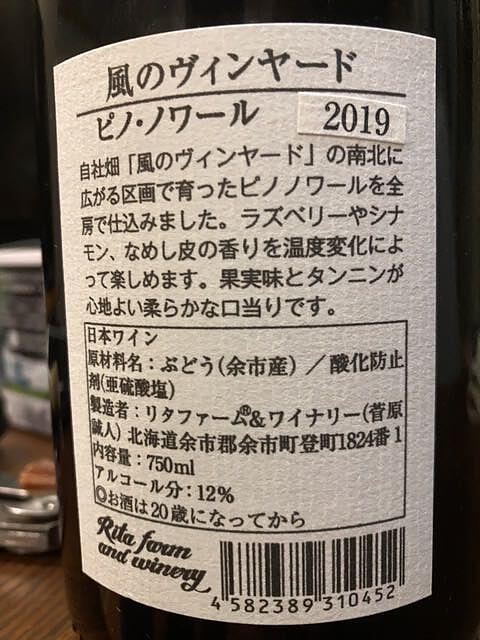 風のヴィンヤード
ピノ・ノワール 2019
自社畑「風のヴィンヤード」の南北に
広がる区画で育ったピノノワールを全
房で仕込みました。ラズベリーやシナ
モン、なめし皮の香りを温度変化によ
って楽しめます。果実味とタンニンが
心地よい柔らかな口当りです。
日本ワイン
原材料名：ぶどう(余市産)／酸化防止
剤(亜硫酸塩)
製造者：リタファーム®&ワイナリー(菅原
誠人) 北海道余市郡余市町登町1824番1
内容量：750ml
アルコール分：12%
◎お酒は20歳になってから
Rita farm
and winery
4 582389 310452